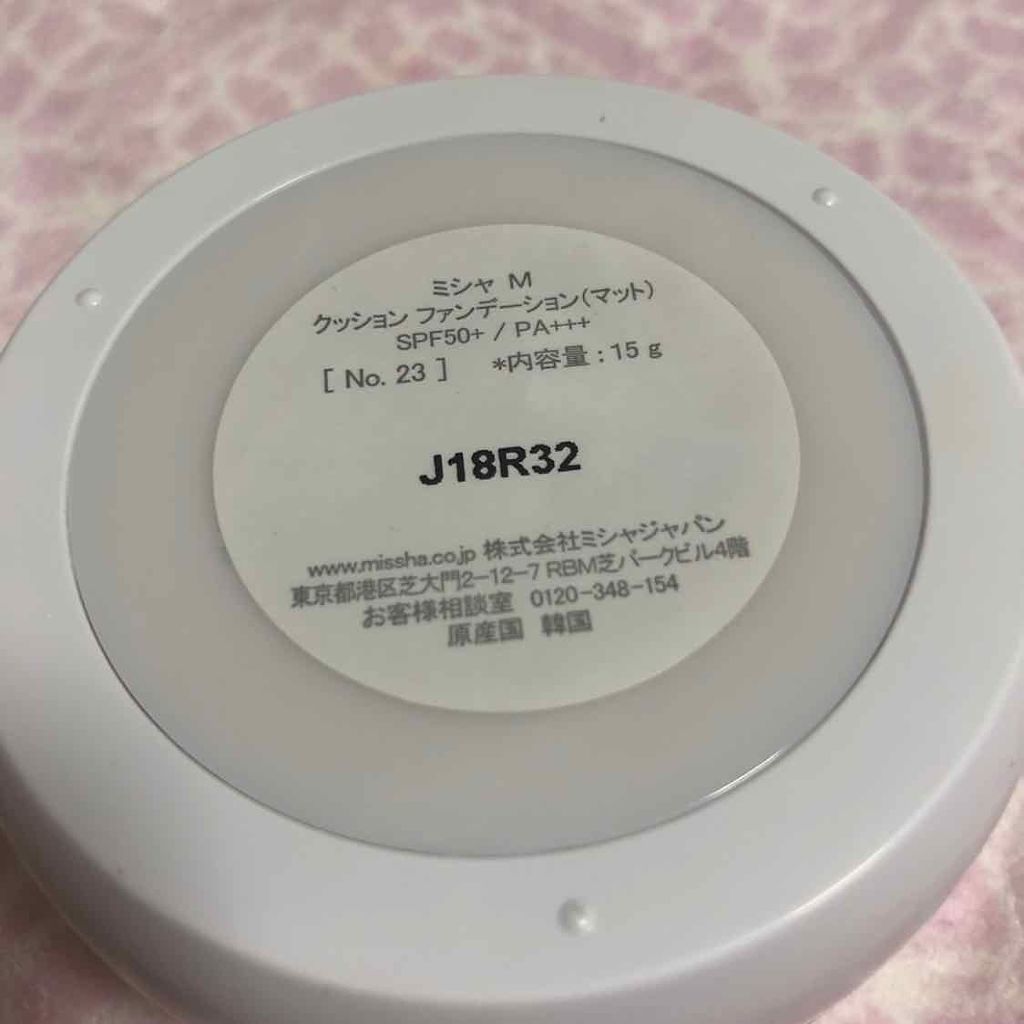 ミシャ M
クッション ファンデーション(マット)
SPF50+ / PA+++
[ No. 23 ] *内容量 : 15 g
J18R32
www.missha.co.jp 株式会社ミシャジャパン
東京都港区芝大門2-12-7 RBM芝パークビル4階
お客様相談室 0120-348-154
原産国 韓国